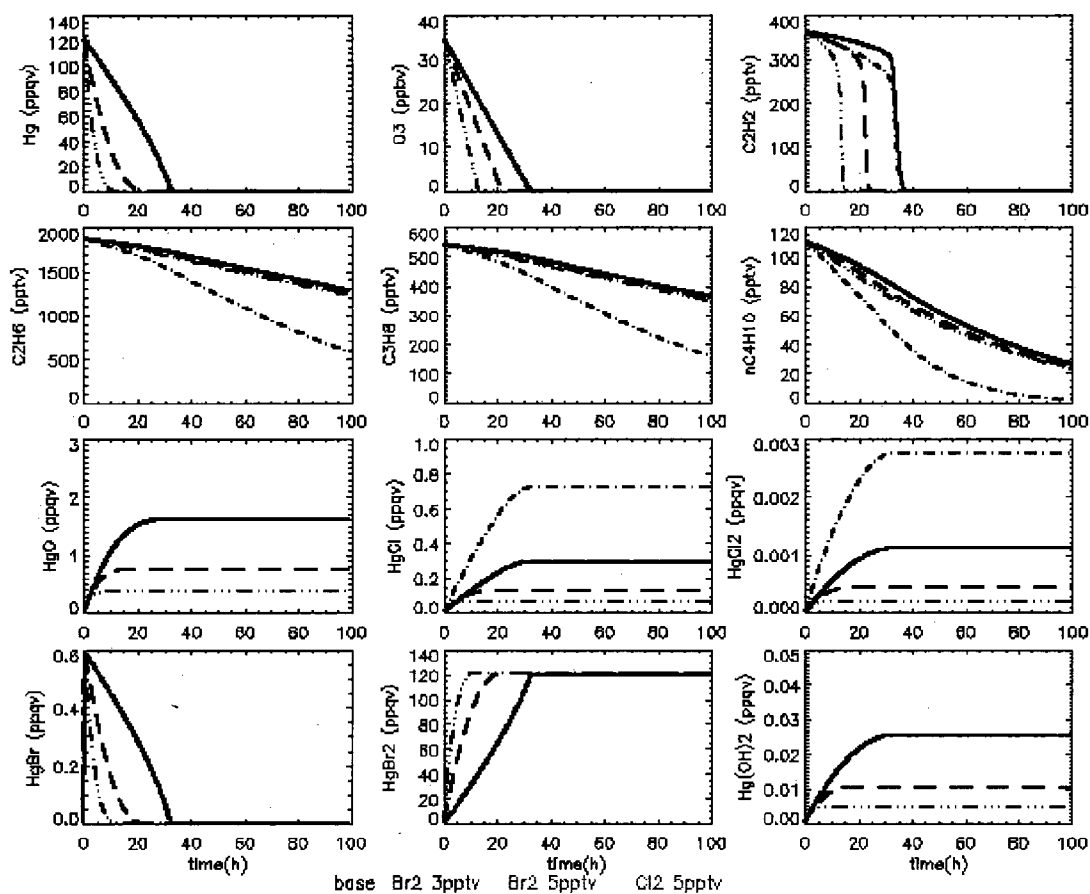 Hg (ppqv)
120
100
80
60
40
20
0
0 20 40 60 80 100
O3 (ppbv)
40
30
20
10
0
0 20 40 60 80 100
C2H2 (pptv)
400
300
200
100
0
0 20 40 60 80 100
C2H6 (pptv)
2000
1500
1000
500
0
0 20 40 60 80 100
C3H8 (pptv)
600
500
400
300
200
100
0
0 20 40 60 80 100
nC4H10 (pptv)
120
100
80
60
40
20
0
0 20 40 60 80 100
HgO (ppqv)
3
2
1
0
0 20 40 60 80 100
HgCl (ppqv)
1.0
0.8
0.6
0.4
0.2
0.0
0 20 40 60 80 100
HgCl2 (ppqv)
0.003
0.002
0.001
0.000
0 20 40 60 80 100
HgBr (ppqv)
0.6
0.4
0.2
0.0
0 20 40 60 80 100
time(h)
HgBr2 (ppqv)
140
120
100
80
60
40
20
0
0 20 40 60 80 100
time(h)
Hg(OH)2 (ppqv)
0.05
0.04
0.03
0.02
0.01
0.00
0 20 40 60 80 100
time(h)
base Br2 3pptv Br2 5pptv Cl2 5pptv